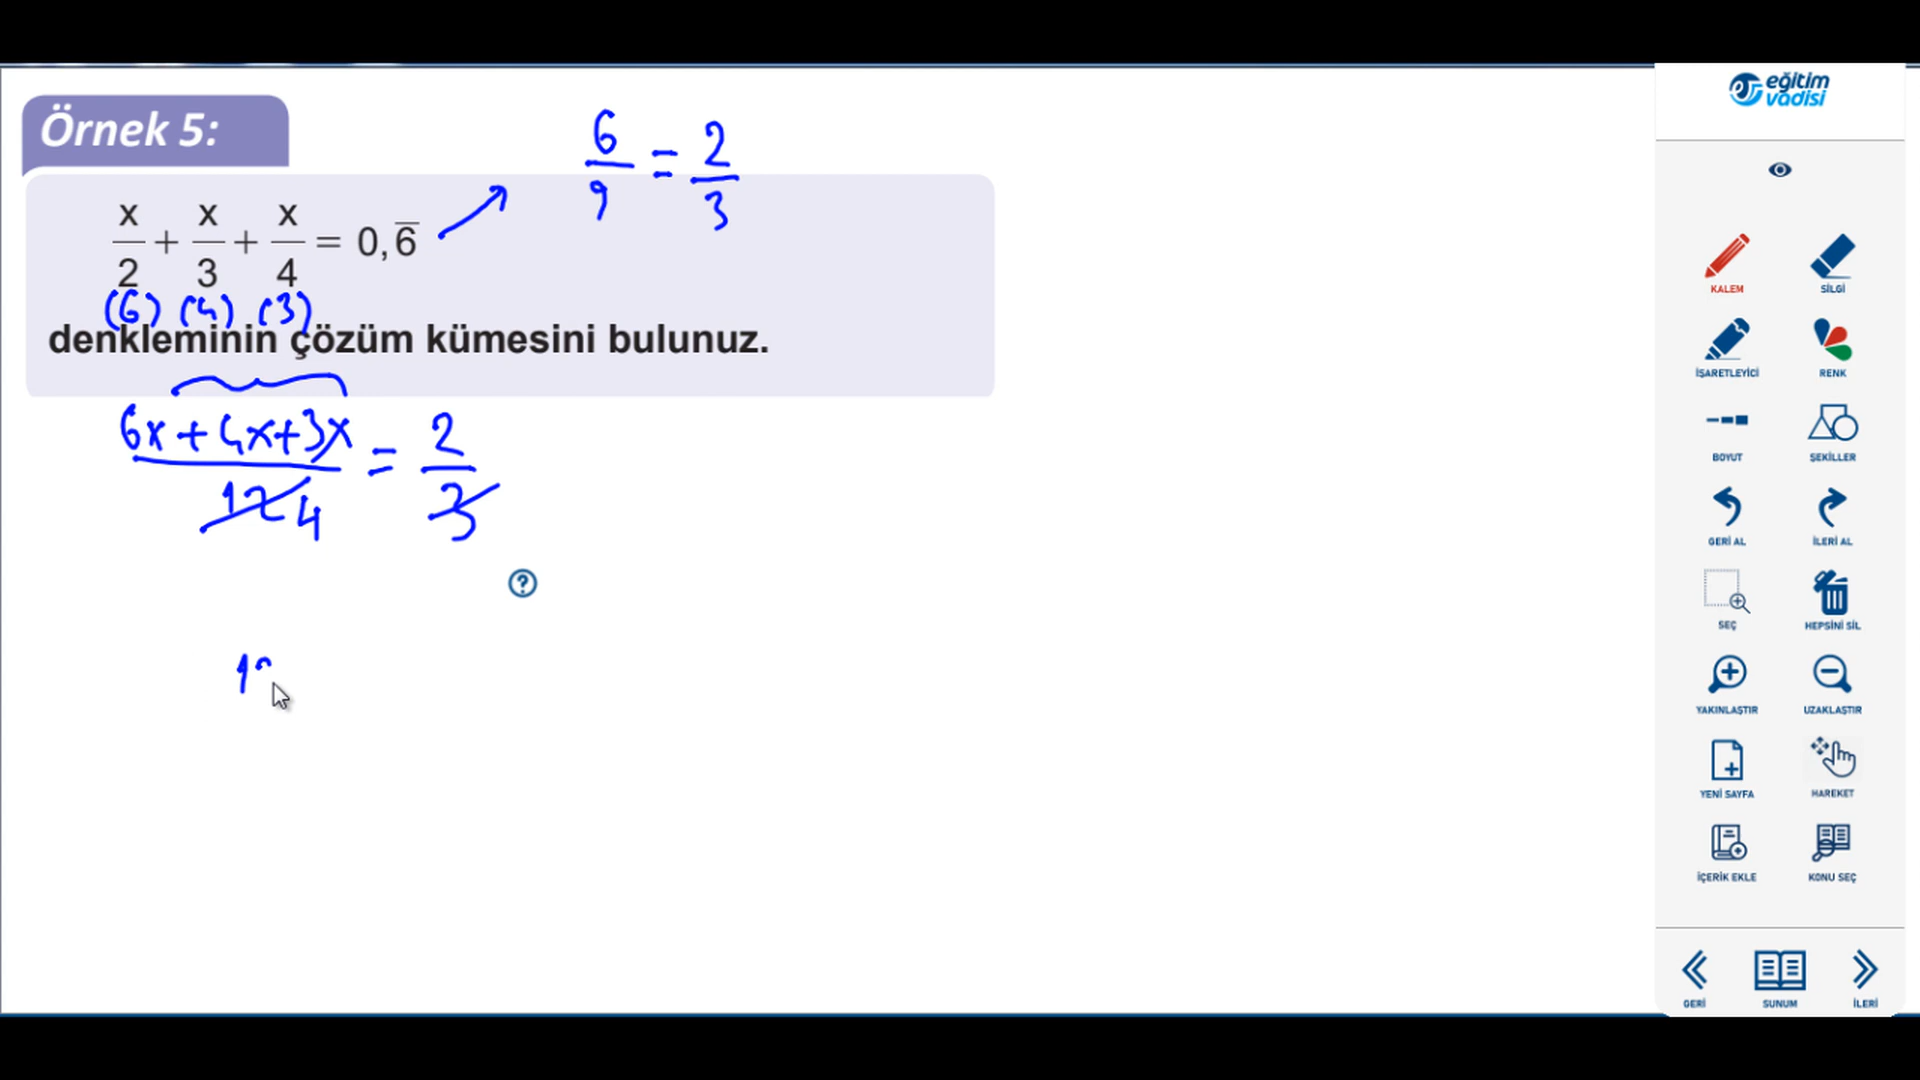 Örnek 5:
6/9 = 2/3
x/2 + x/3 + x/4 = 0,6̅
(6) (4) (3)
denkleminin çözüm kümesini bulunuz.
6x + 4x + 3x / 12 4 = 2/3
?
eğitim
vadisi
KALEM SİLGİ
İŞARETLEYİCİ RENK
BOYUT ŞEKİLLER
GERİ AL İLERİ AL
SEÇ HEPSİNİ SİL
YAKINLAŞTIR UZAKLAŞTIR
YENİ SAYFA HAREKET
İÇERİK EKLE KONU SEÇ
GERİ SUNUM İLERİ